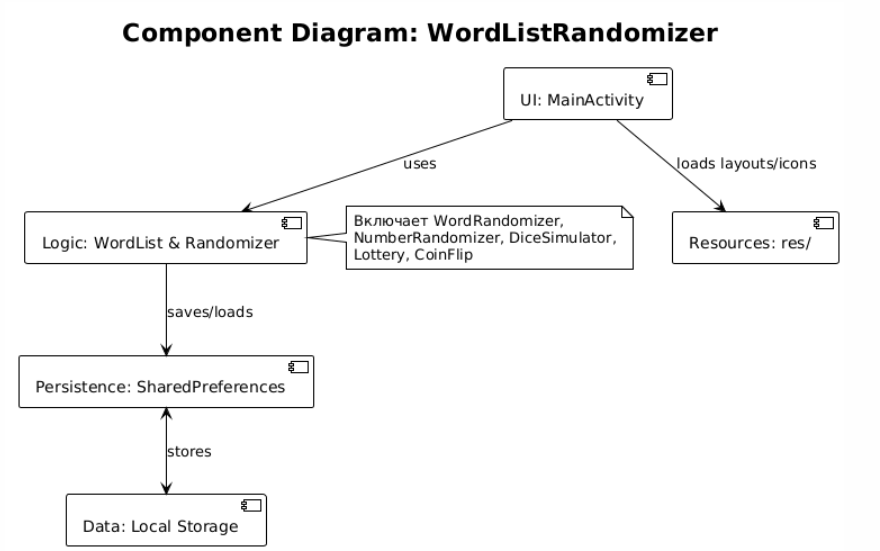 Component Diagram: WordListRandomizer
UI: MainActivity
uses
loads layouts/icons
Logic: WordList & Randomizer
Включает WordRandomizer,
NumberRandomizer, DiceSimulator,
Lottery, CoinFlip
Resources: res/
saves/loads
Persistence: SharedPreferences
stores
Data: Local Storage